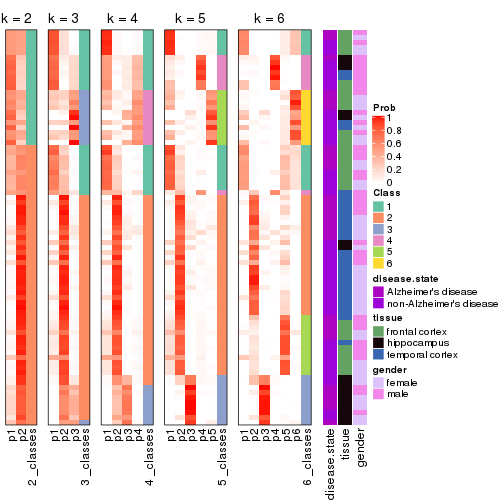 k = 2 k = 3 k = 4 k = 5 k = 6
Prob
1
0.8
0.6
0.4
0.2
0
Class
1
2
3
4
5
6
disease.state
Alzheimer's disease
non-Alzheimer's disease
tissue
frontal cortex
hippocampus
temporal cortex
gender
female
male
p1 p2 2_classes p1 p2 p3 3_classes p1 p2 p3 p4 4_classes p1 p2 p3 p4 p5 5_classes p1 p2 p3 p4 p5 p6 6_classes disease.state tissue gender